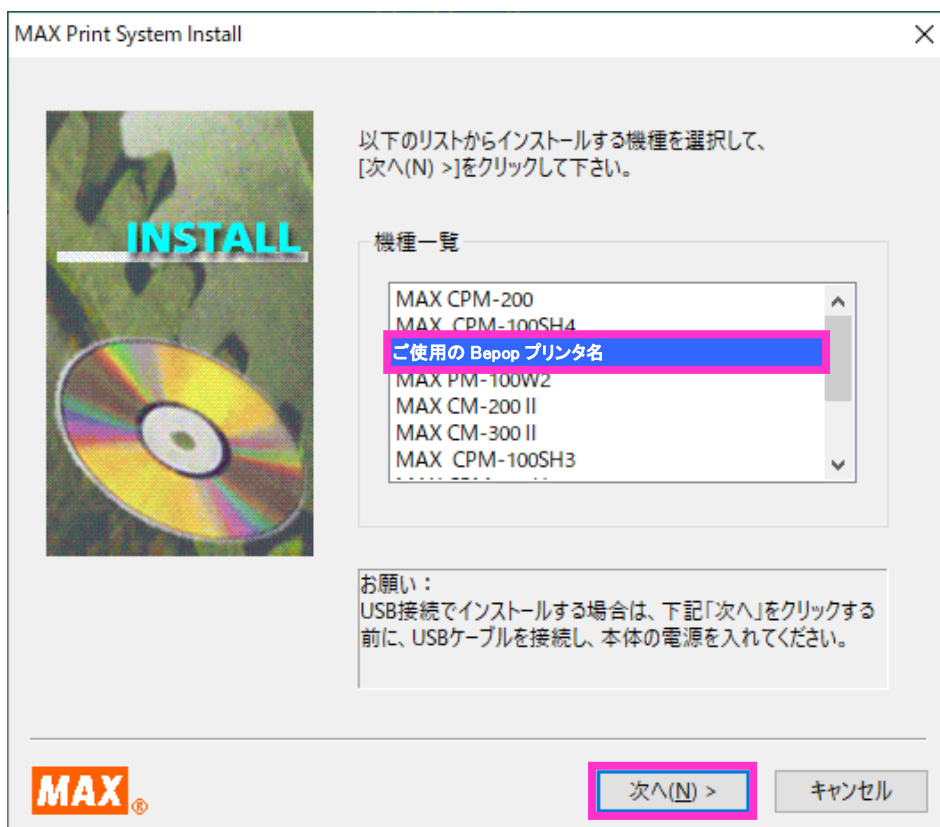 MAX Print System Install
以下のリストからインストールする機種を選択して、
[次へ(N) >]をクリックして下さい。
INSTALL
機種一覧
MAX CPM-200
MAX CPM-100SH4
ご使用の Bepop プリンタ名
MAX PM-100W2
MAX CM-200 II
MAX CM-300 II
MAX CPM-100SH3
お願い：
USB接続でインストールする場合は、下記「次へ」をクリックする
前に、USBケーブルを接続し、本体の電源を入れてください。
MAX®
次へ(N) >
キャンセル